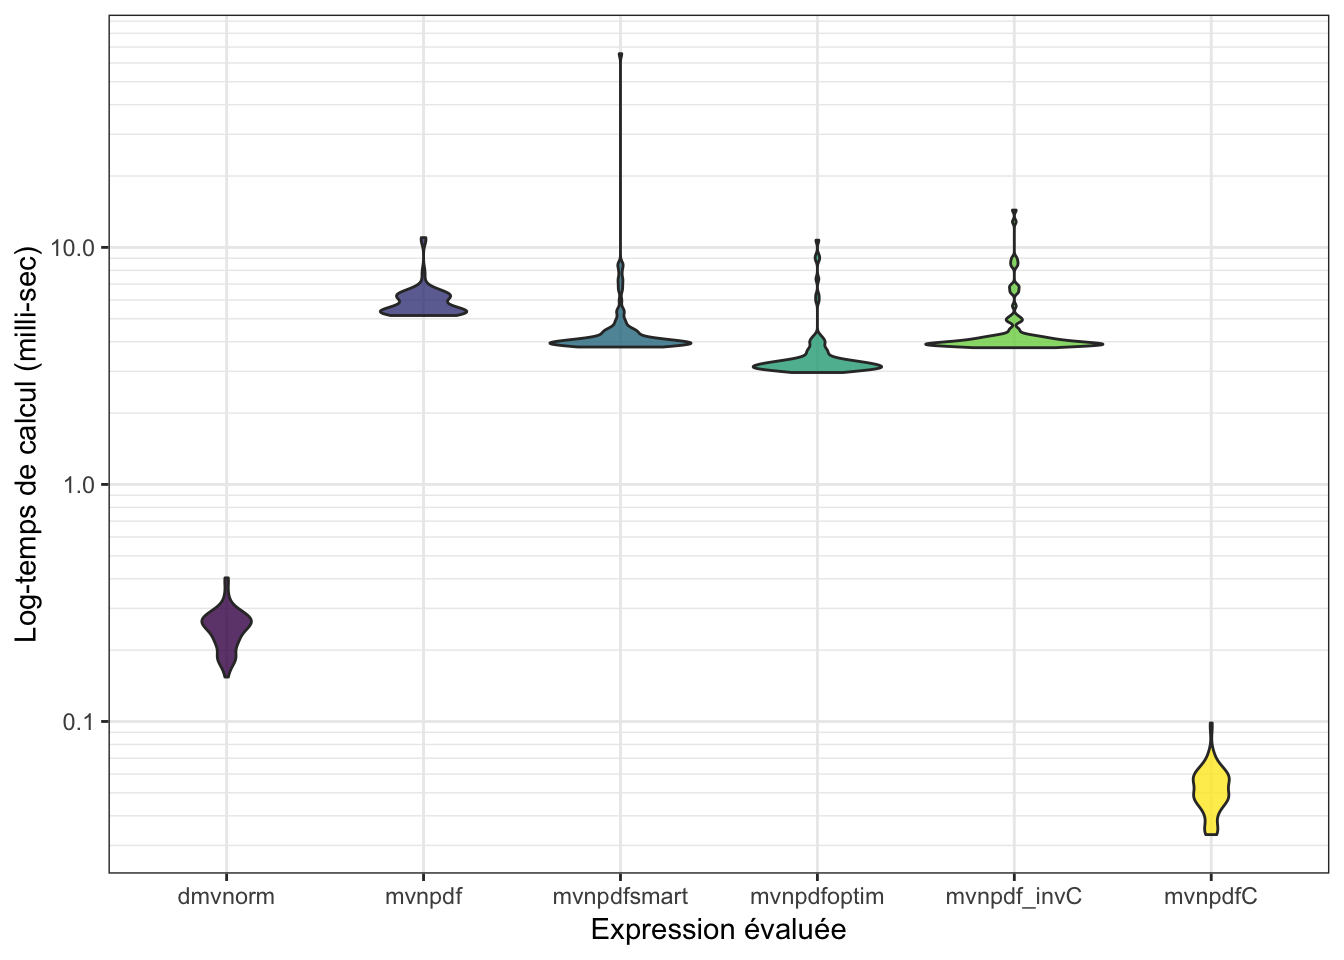 Log-temps de calcul (milli-sec)
10.0
1.0
0.1
dmvnorm mvnpdf mvnpdfsmart mvnpdfoptim mvnpdf_invC mvnpdfC
Expression évaluée